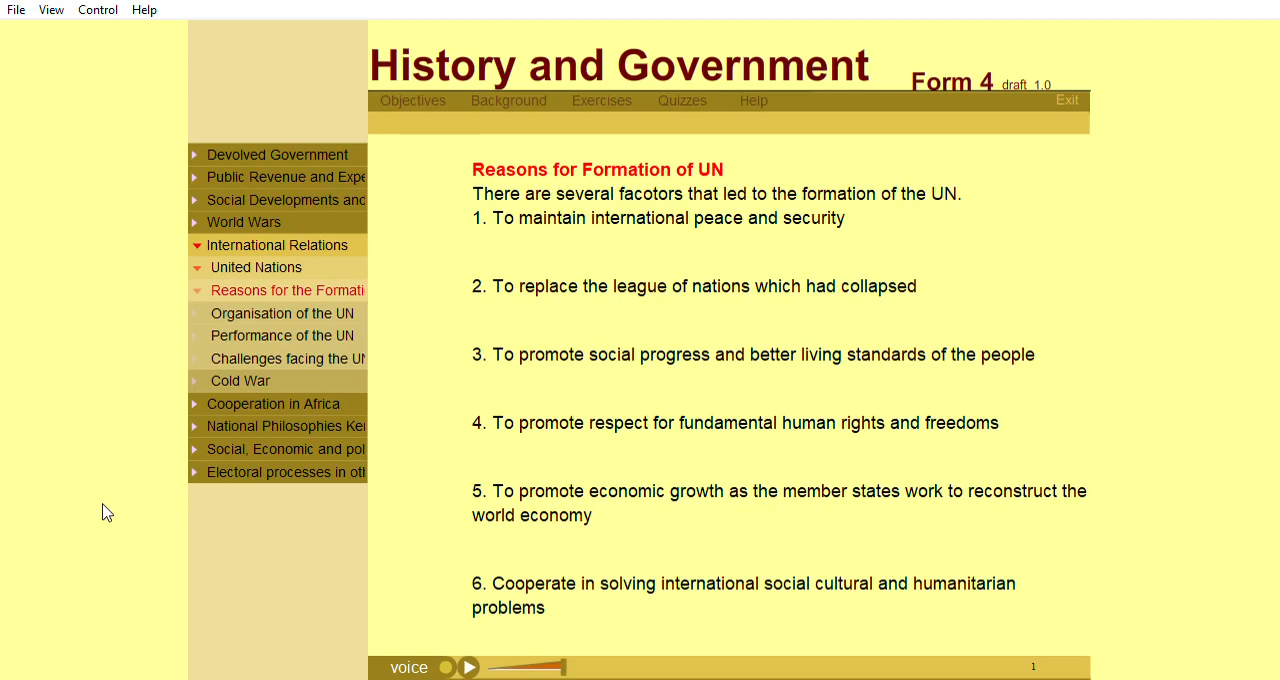 File View Control Help
History and Government
Form 4 draft 1.0
Objectives Background Exercises Quizzes Help Exit
Devolved Government
Public Revenue and Expe
Social Developments and
World Wars
International Relations
United Nations
Reasons for the Formati
Organisation of the UN
Performance of the UN
Challenges facing the UN
Cold War
Cooperation in Africa
National Philosophies Ken
Social, Economic and pol
Electoral processes in oth
Reasons for Formation of UN
There are several facotors that led to the formation of the UN.
1. To maintain international peace and security
2. To replace the league of nations which had collapsed
3. To promote social progress and better living standards of the people
4. To promote respect for fundamental human rights and freedoms
5. To promote economic growth as the member states work to reconstruct the
world economy
6. Cooperate in solving international social cultural and humanitarian
problems
voice 1